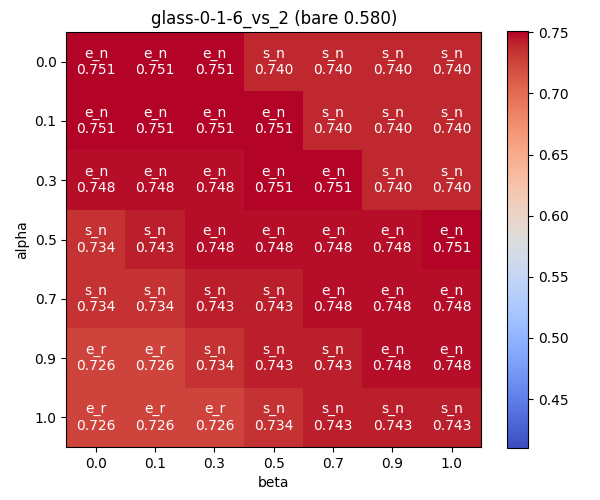 glass-0-1-6_vs_2 (bare 0.580)
e_n e_n e_n s_n s_n s_n s_n
0.0 0.751 0.751 0.751 0.740 0.740 0.740 0.740
e_n e_n e_n e_n s_n s_n s_n
0.1 0.751 0.751 0.751 0.751 0.740 0.740 0.740
e_n e_n e_n e_n e_n s_n s_n
0.3 0.748 0.748 0.748 0.751 0.751 0.740 0.740
s_n s_n e_n e_n e_n e_n e_n
0.5 0.734 0.743 0.748 0.748 0.748 0.748 0.751
s_n s_n s_n s_n e_n e_n e_n
0.7 0.734 0.734 0.743 0.743 0.748 0.748 0.748
e_r e_r s_n s_n s_n e_n e_n
0.9 0.726 0.726 0.734 0.743 0.743 0.748 0.748
e_r e_r e_r s_n s_n s_n s_n
1.0 0.726 0.726 0.726 0.734 0.743 0.743 0.743
alpha
0.0 0.1 0.3 0.5 0.7 0.9 1.0
beta
0.75
0.70
0.65
0.60
0.55
0.50
0.45